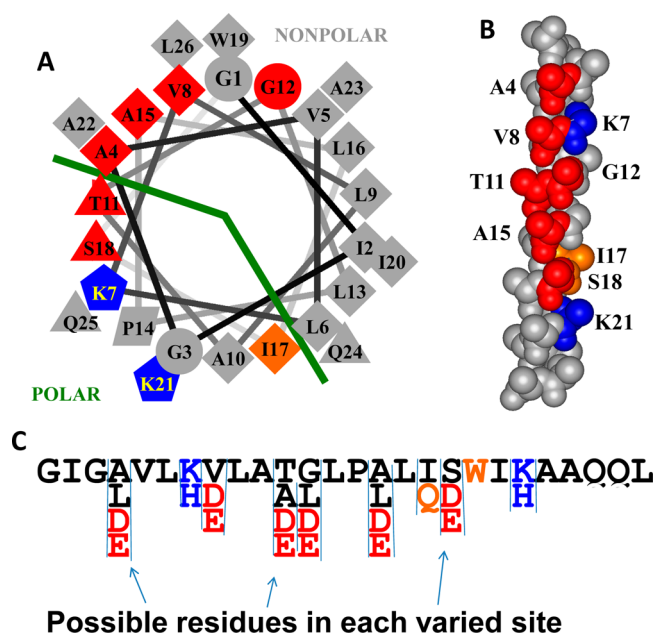 A
NONPOLAR
W19
L26
G1
V8
G12
A23
A15
V5
A22
L16
A4
T11
L9
S18
I2
I20
K7
L13
Q25
P14
L6
G3
A10
I17
Q24
K21
POLAR
B
A4
K7
V8
G12
T11
A15
I17
S18
K21
C
GIGAVLKVLATGLPALISWIKAAQQL
L H D A L L Q D H
D E D D D E
E E E E
Possible residues in each varied site